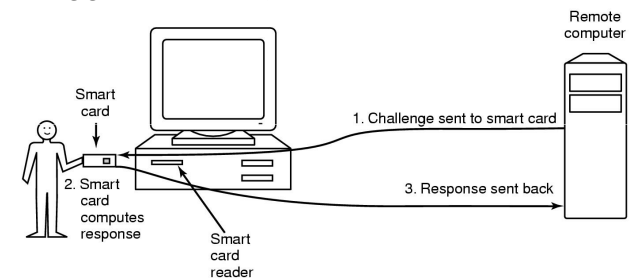 Remote
computer
Smart
card
1. Challenge sent to smart card
2. Smart
card
computes
response
3. Response sent back
Smart
card
reader